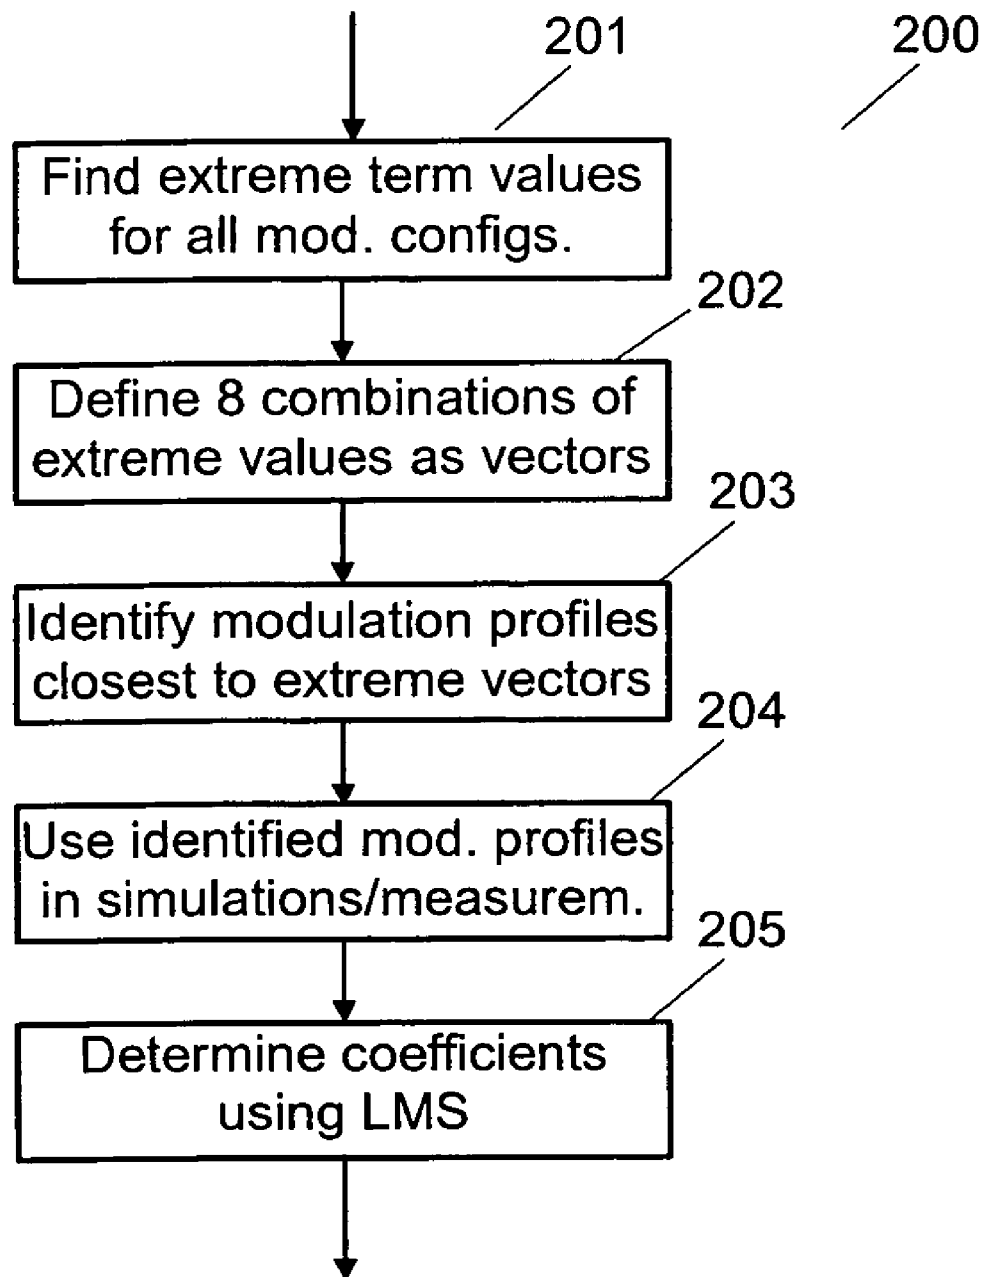 201
200
Find extreme term values
for all mod. configs.
202
Define 8 combinations of
extreme values as vectors
203
Identify modulation profiles
closest to extreme vectors
204
Use identified mod. profiles
in simulations/measurem.
205
Determine coefficients
using LMS